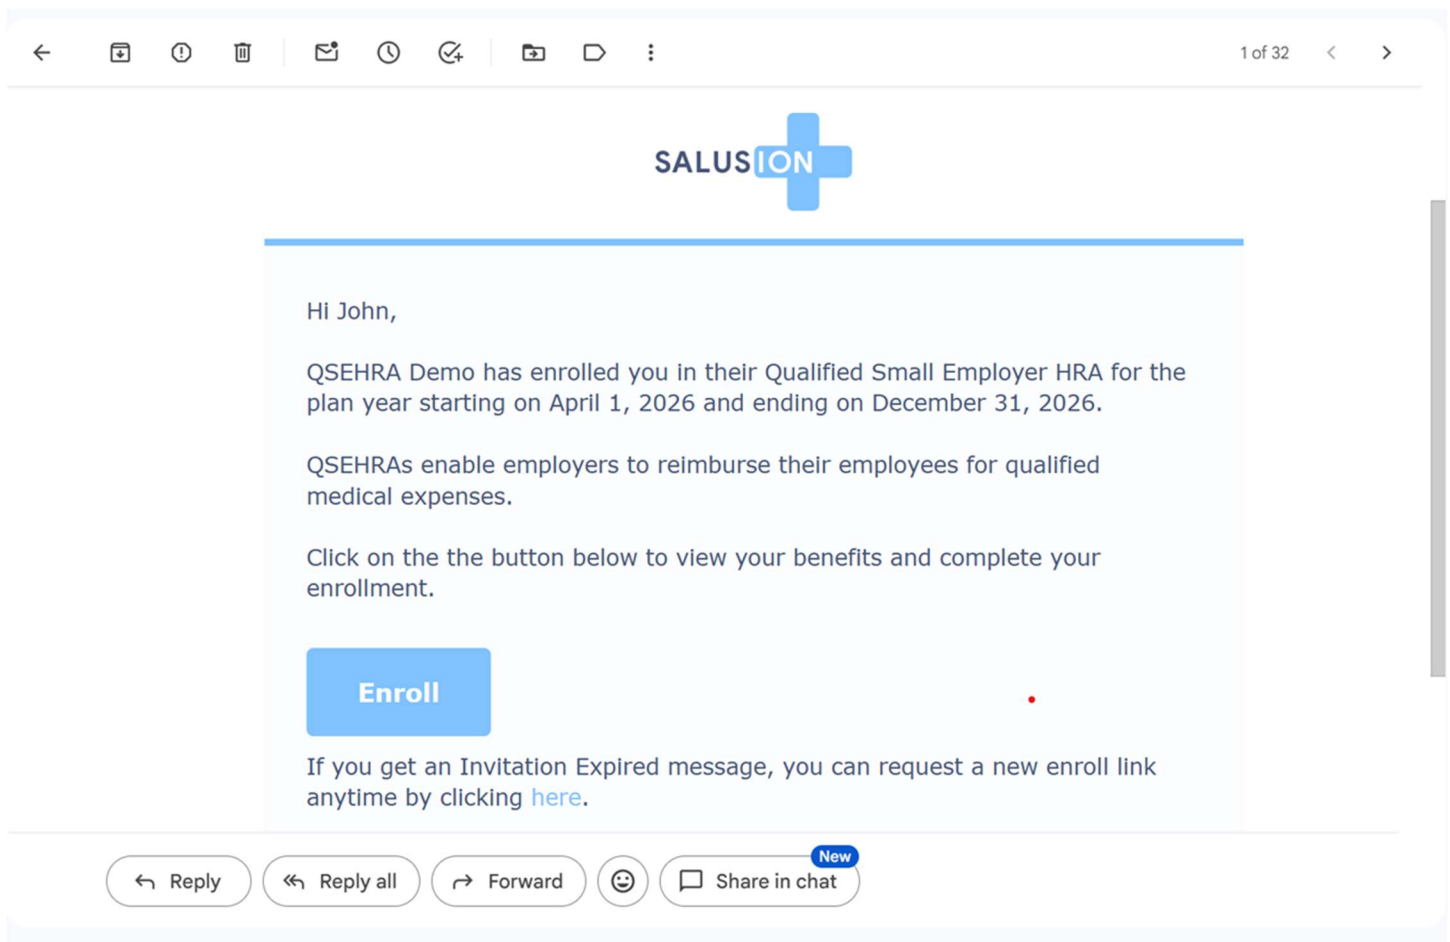 1 of 32
SALUSION
Hi John,
QSEHRA Demo has enrolled you in their Qualified Small Employer HRA for the
plan year starting on April 1, 2026 and ending on December 31, 2026.
QSEHRAs enable employers to reimburse their employees for qualified
medical expenses.
Click on the the button below to view your benefits and complete your
enrollment.
Enroll
If you get an Invitation Expired message, you can request a new enroll link
anytime by clicking here.
New
Reply Reply all Forward Share in chat